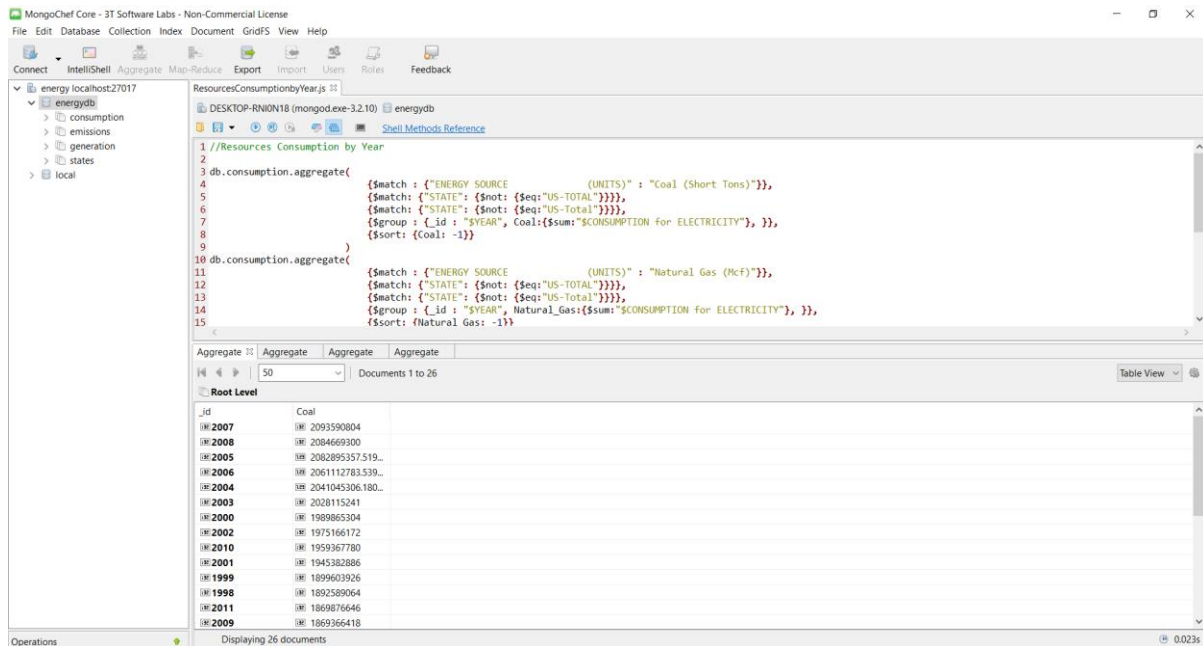 MongoChef Core - 3T Software Labs - Non-Commercial License
File Edit Database Collection Index Document GridFS View Help
Connect IntelliShell Aggregate Map-Reduce Export Import Users Roles Feedback
energy localhost:27017
energydb
consumption
emissions
generation
states
local
Operations
ResourcesConsumptionbyYear.js
DESKTOP-RNI0N18 (mongod.exe-3.2.10) energydb
Shell Methods Reference
1 //Resources Consumption by Year
2
3 db.consumption.aggregate(
4 {$match : {"ENERGY SOURCE               (UNITS)" : "Coal (Short Tons)"}},
5 {$match: {"STATE": {$not: {$eq:"US-TOTAL"}}}},
6 {$match: {"STATE": {$not: {$eq:"US-Total"}}}},
7 {$group : {_id : "$YEAR", Coal:{$sum:"$CONSUMPTION for ELECTRICITY"}, }},
8 {$sort: {Coal: -1}}
9 )
10 db.consumption.aggregate(
11 {$match : {"ENERGY SOURCE               (UNITS)" : "Natural Gas (Mcf)"}},
12 {$match: {"STATE": {$not: {$eq:"US-TOTAL"}}}},
13 {$match: {"STATE": {$not: {$eq:"US-Total"}}}},
14 {$group : {_id : "$YEAR", Natural_Gas:{$sum:"$CONSUMPTION for ELECTRICITY"}, }},
15 {$sort: {Natural_Gas: -1}}
Aggregate Aggregate Aggregate Aggregate
50 Documents 1 to 26 Table View
Root Level
_id Coal
2007 2093590804
2008 2084669300
2005 2082895357.519...
2006 2061112783.539...
2004 2041045306.180...
2003 2028115241
2000 1989865304
2002 1975166172
2010 1959367780
2001 1945382886
1999 1899603926
1998 1892589064
2011 1869876646
2009 1869366418
Displaying 26 documents 0.023s